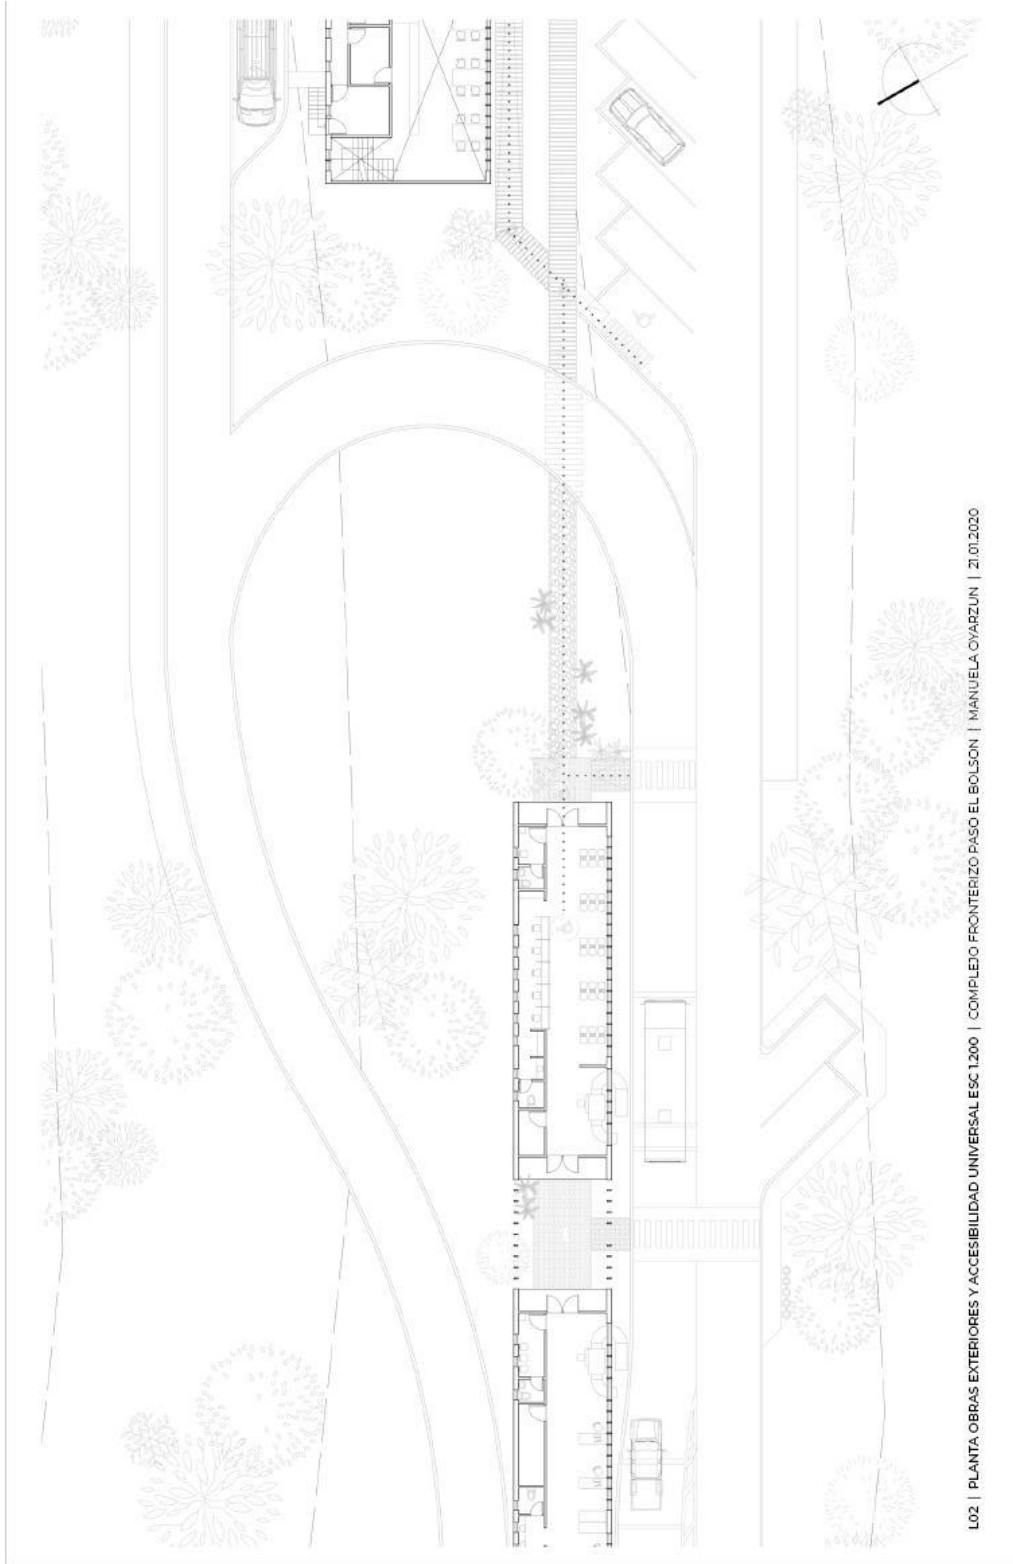 L02 | PLANTA OBRAS EXTERIORES Y ACCESIBILIDAD UNIVERSAL ESC 1:200 | COMPLEJO FRONTERIZO PASO EL BOLSON | MANUELA OYARZUN | 21.01.2020